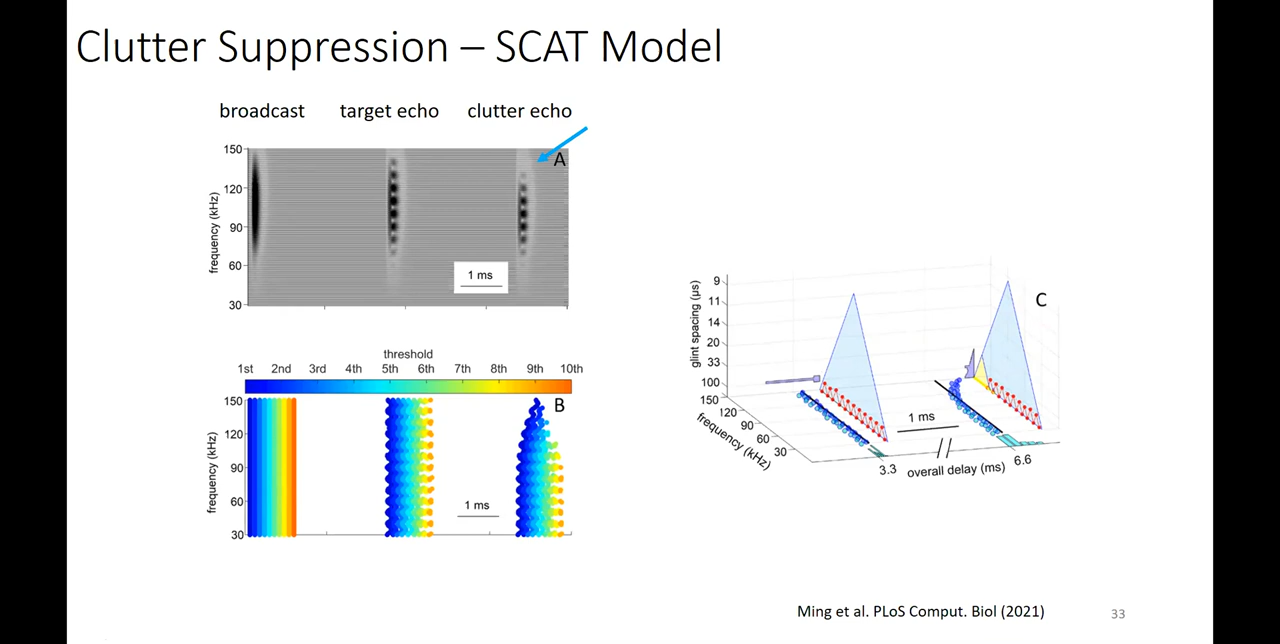 Clutter Suppression – SCAT Model
broadcast target echo clutter echo
A
150
120
90
60
30
frequency (kHz)
1 ms
threshold
1st 2nd 3rd 4th 5th 6th 7th 8th 9th 10th
B
150
120
90
60
30
frequency (kHz)
1 ms
C
glint spacing (µs)
9
11
14
20
33
100
150
120
90
60
30
frequency (kHz)
1 ms
3.3
overall delay (ms)
6.6
Ming et al. PLoS Comput. Biol (2021)
33